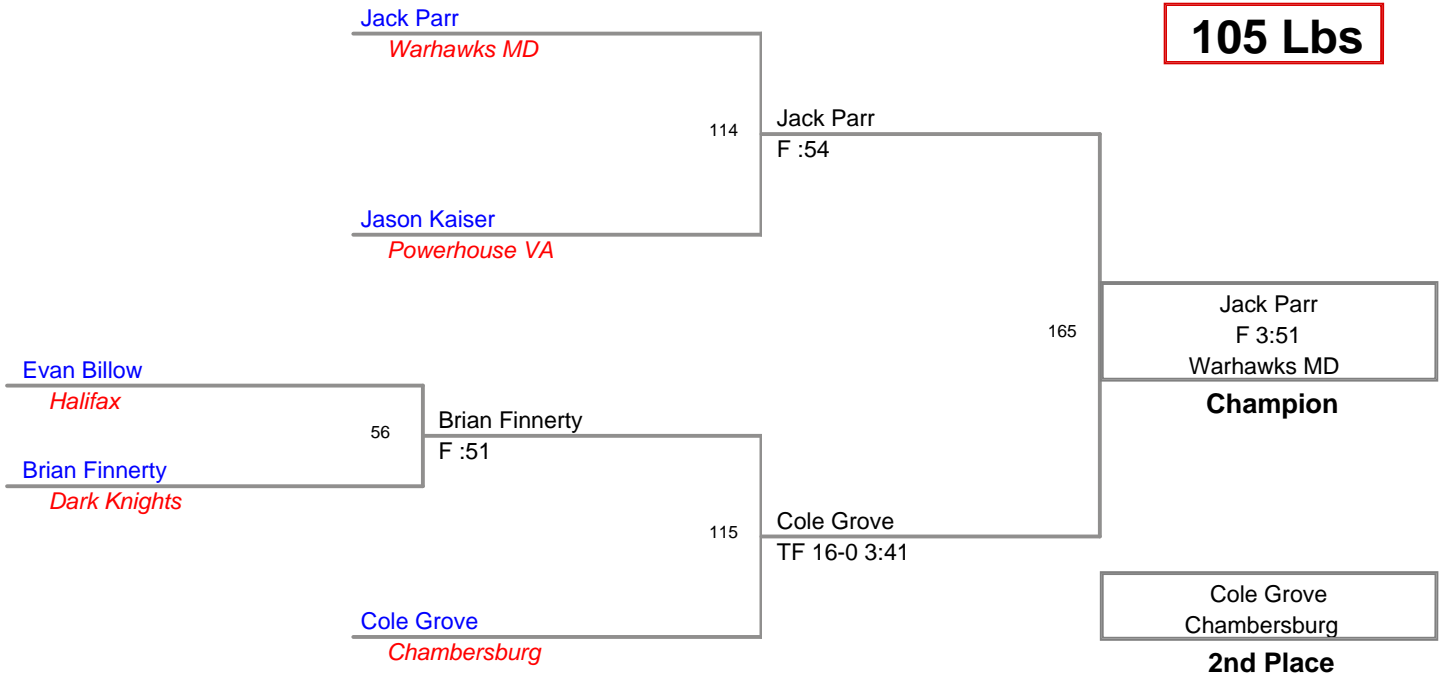 Jack Parr
Warhawks MD
105 Lbs
114
Jack Parr
F :54
Jason Kaiser
Powerhouse VA
165
Jack Parr
F 3:51
Warhawks MD
Champion
Evan Billow
Halifax
56
Brian Finnerty
F :51
Brian Finnerty
Dark Knights
115
Cole Grove
TF 16-0 3:41
Cole Grove
Chambersburg
Cole Grove
Chambersburg
2nd Place